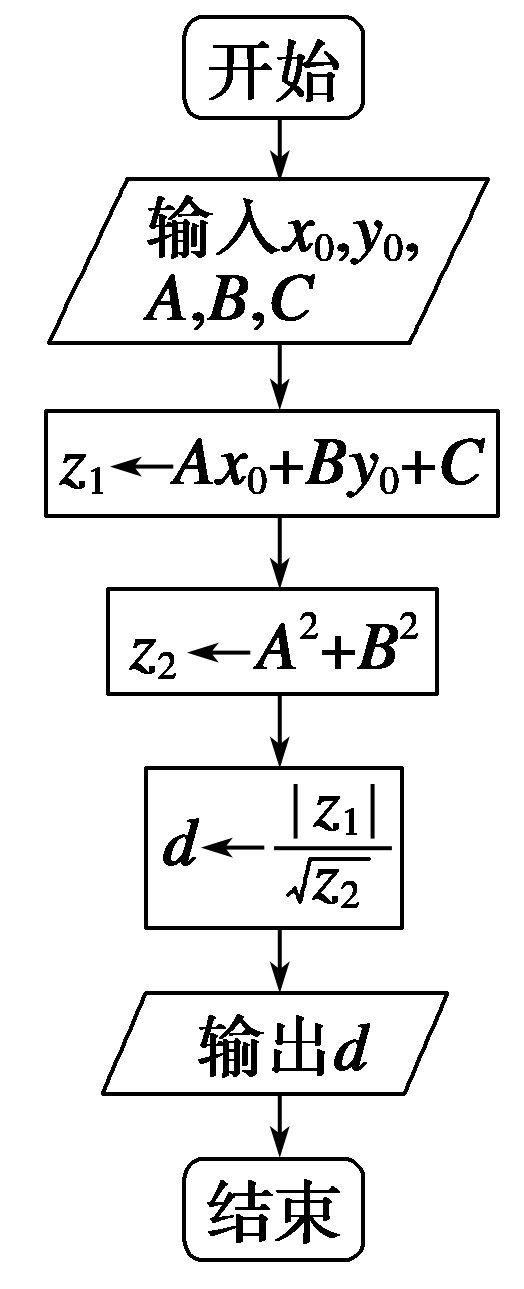 开始
输入x₀,y₀,
A,B,C
z₁←Ax₀+By₀+C
z₂←A²+B²
d←|z₁|/√z₂
输出d
结束